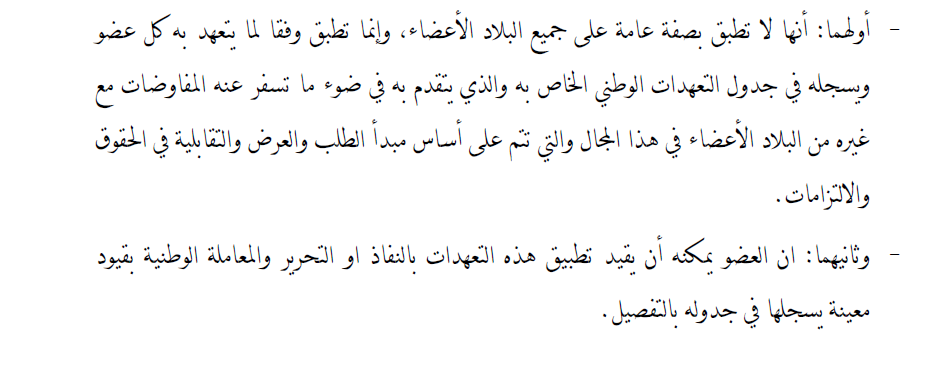 - أولهما: أنها لا تطبق بصفة عامة على جميع البلاد الأعضاء، وإنما تطبق وفقا لما يتعهد به كل عضو
ويسجله في جدول التعهدات الوطني الخاص به والذي يتقدم به في ضوء ما تسفر عنه المفاوضات مع
غيره من البلاد الأعضاء في هذا المجال والتي تتم على أساس مبدأ الطلب والعرض والتقابلية في الحقوق
والالتزامات.
- وثانيهما: ان العضو يمكنه أن يقيد تطبيق هذه التعهدات بالنفاذ او التحرير والمعاملة الوطنية بقيود
معينة يسجلها في جدوله بالتفصيل.